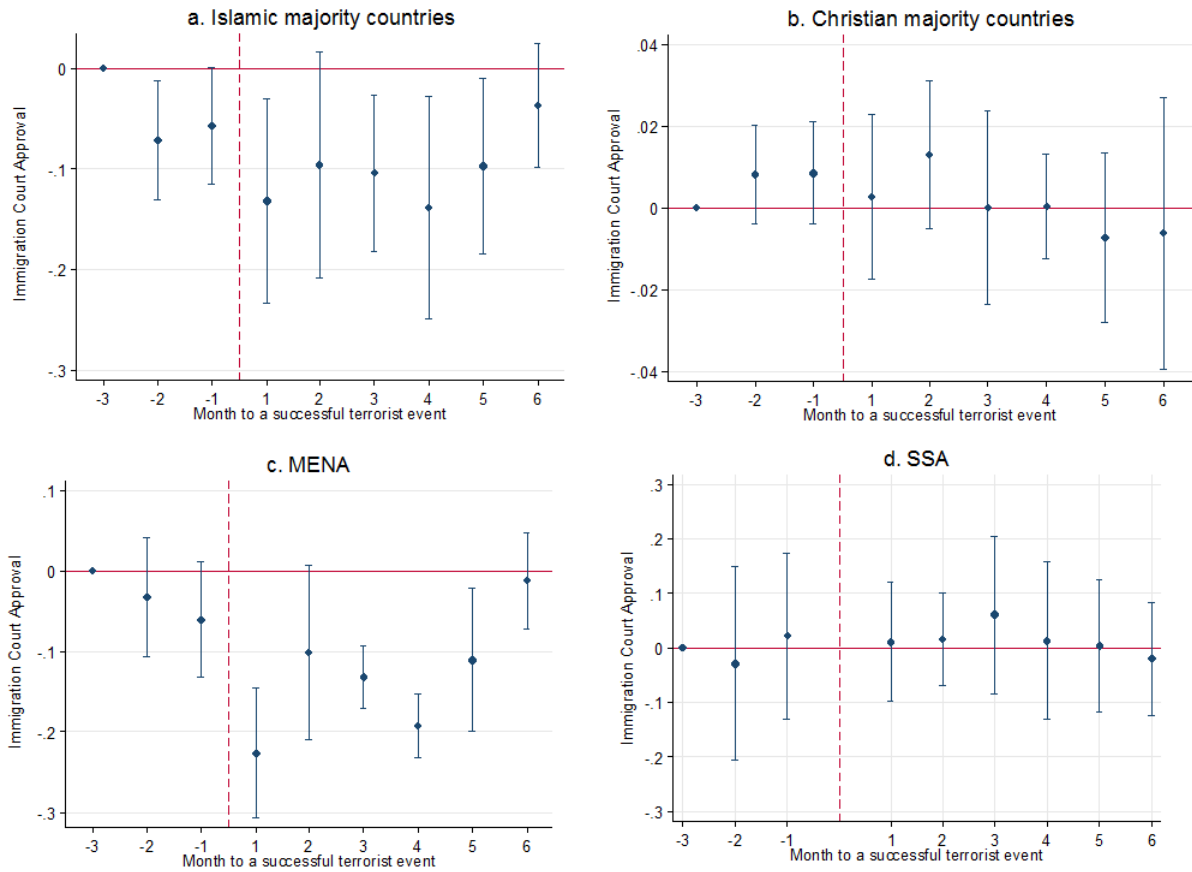 a. Islamic majority countries
Immigration Court Approval
0
-.1
-.2
-.3
-3 -2 -1 1 2 3 4 5 6
Month to a successful terrorist event
b. Christian majority countries
Immigration Court Approval
.04
.02
0
-.02
-.04
-3 -2 -1 1 2 3 4 5 6
Month to a successful terrorist event
c. MENA
Immigration Court Approval
.1
0
-.1
-.2
-.3
-3 -2 -1 1 2 3 4 5 6
Month to a successful terrorist event
d. SSA
Immigration Court Approval
.3
.2
.1
0
-.1
-.2
-.3
-3 -2 -1 1 2 3 4 5 6
Month to a successful terrorist event